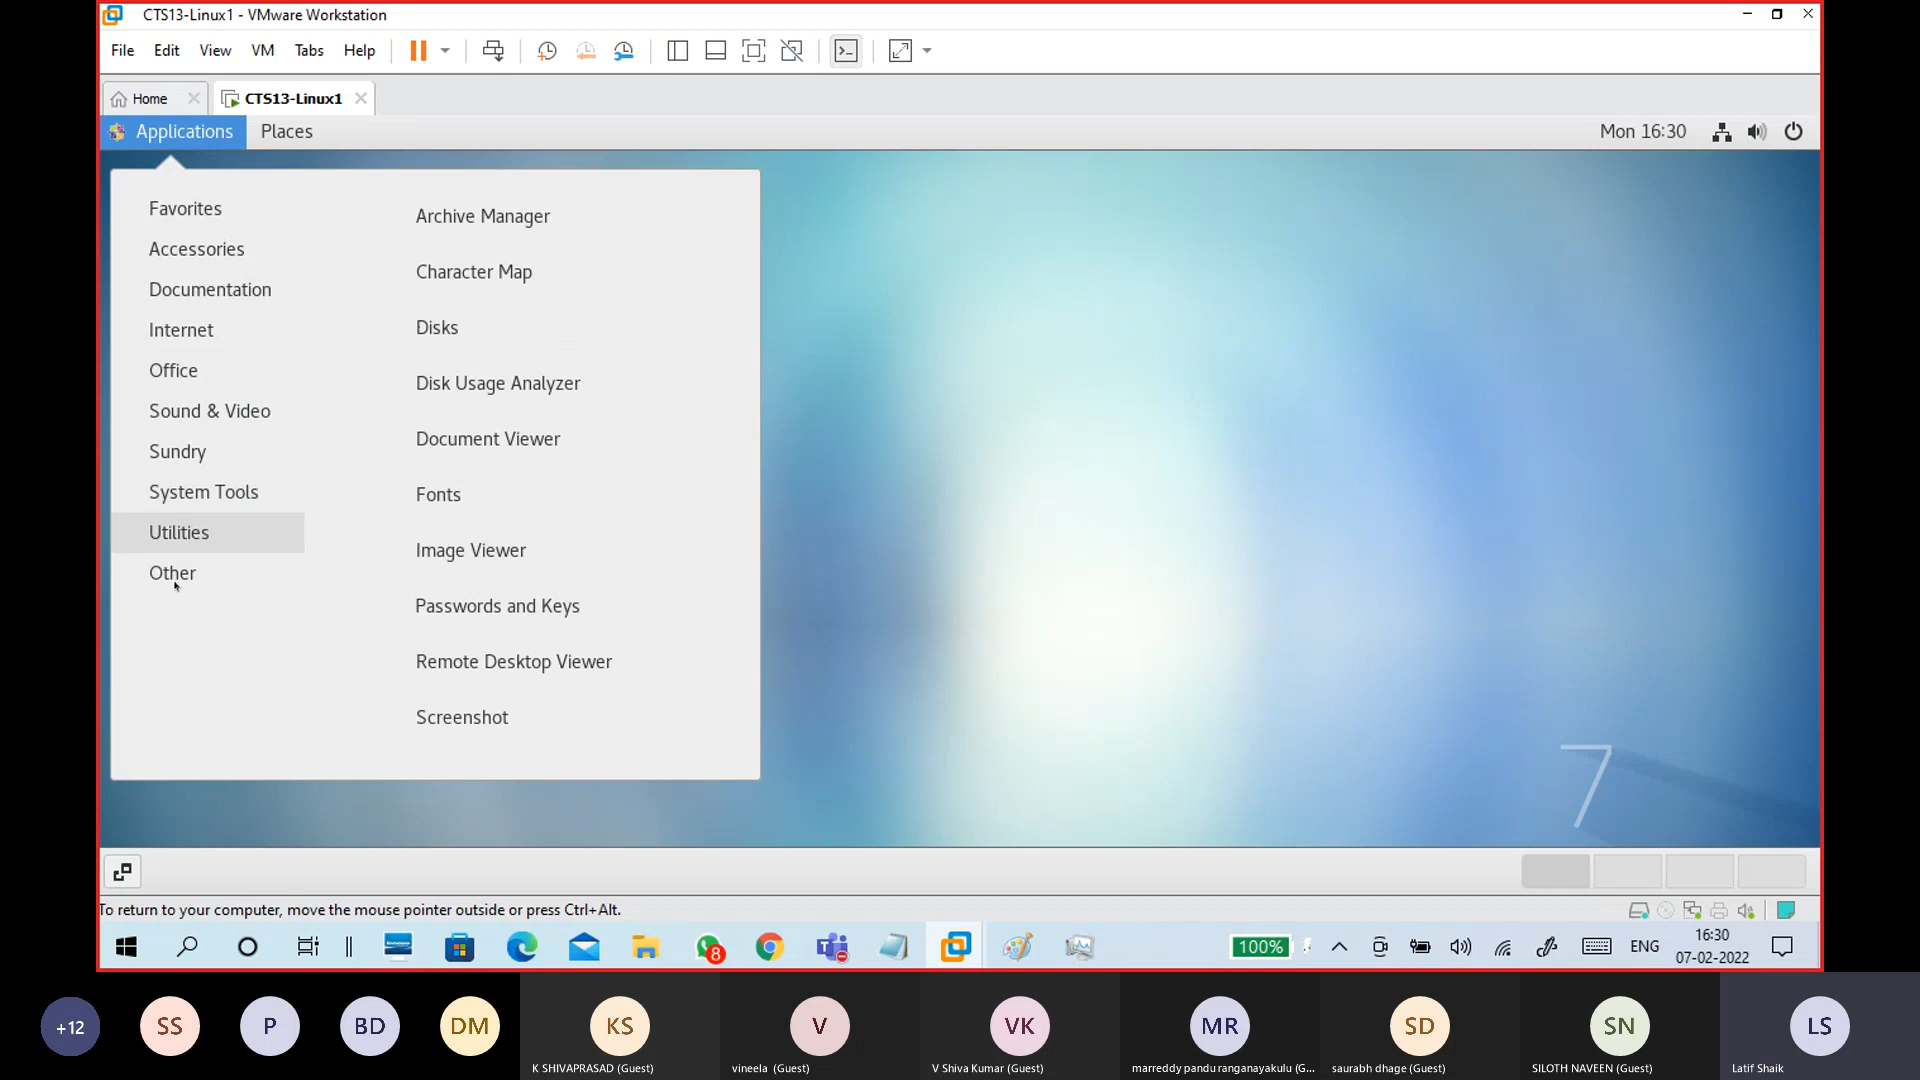 CTS13-Linux1 - VMware Workstation
File Edit View VM Tabs Help
Home CTS13-Linux1
Applications Places Mon 16:30
Favorites
Accessories
Documentation
Internet
Office
Sound & Video
Sundry
System Tools
Utilities
Other
Archive Manager
Character Map
Disks
Disk Usage Analyzer
Document Viewer
Fonts
Image Viewer
Passwords and Keys
Remote Desktop Viewer
Screenshot
7
To return to your computer, move the mouse pointer outside or press Ctrl+Alt.
8
100% ENG 16:30
07-02-2022
+12 SS P BD DM KS V VK MR SD SN LS
K SHIVAPRASAD (Guest) vineela (Guest) V Shiva Kumar (Guest) marreddy pandu ranganayakulu (G... saurabh dhage (Guest) SILOTH NAVEEN (Guest) Latif Shaik